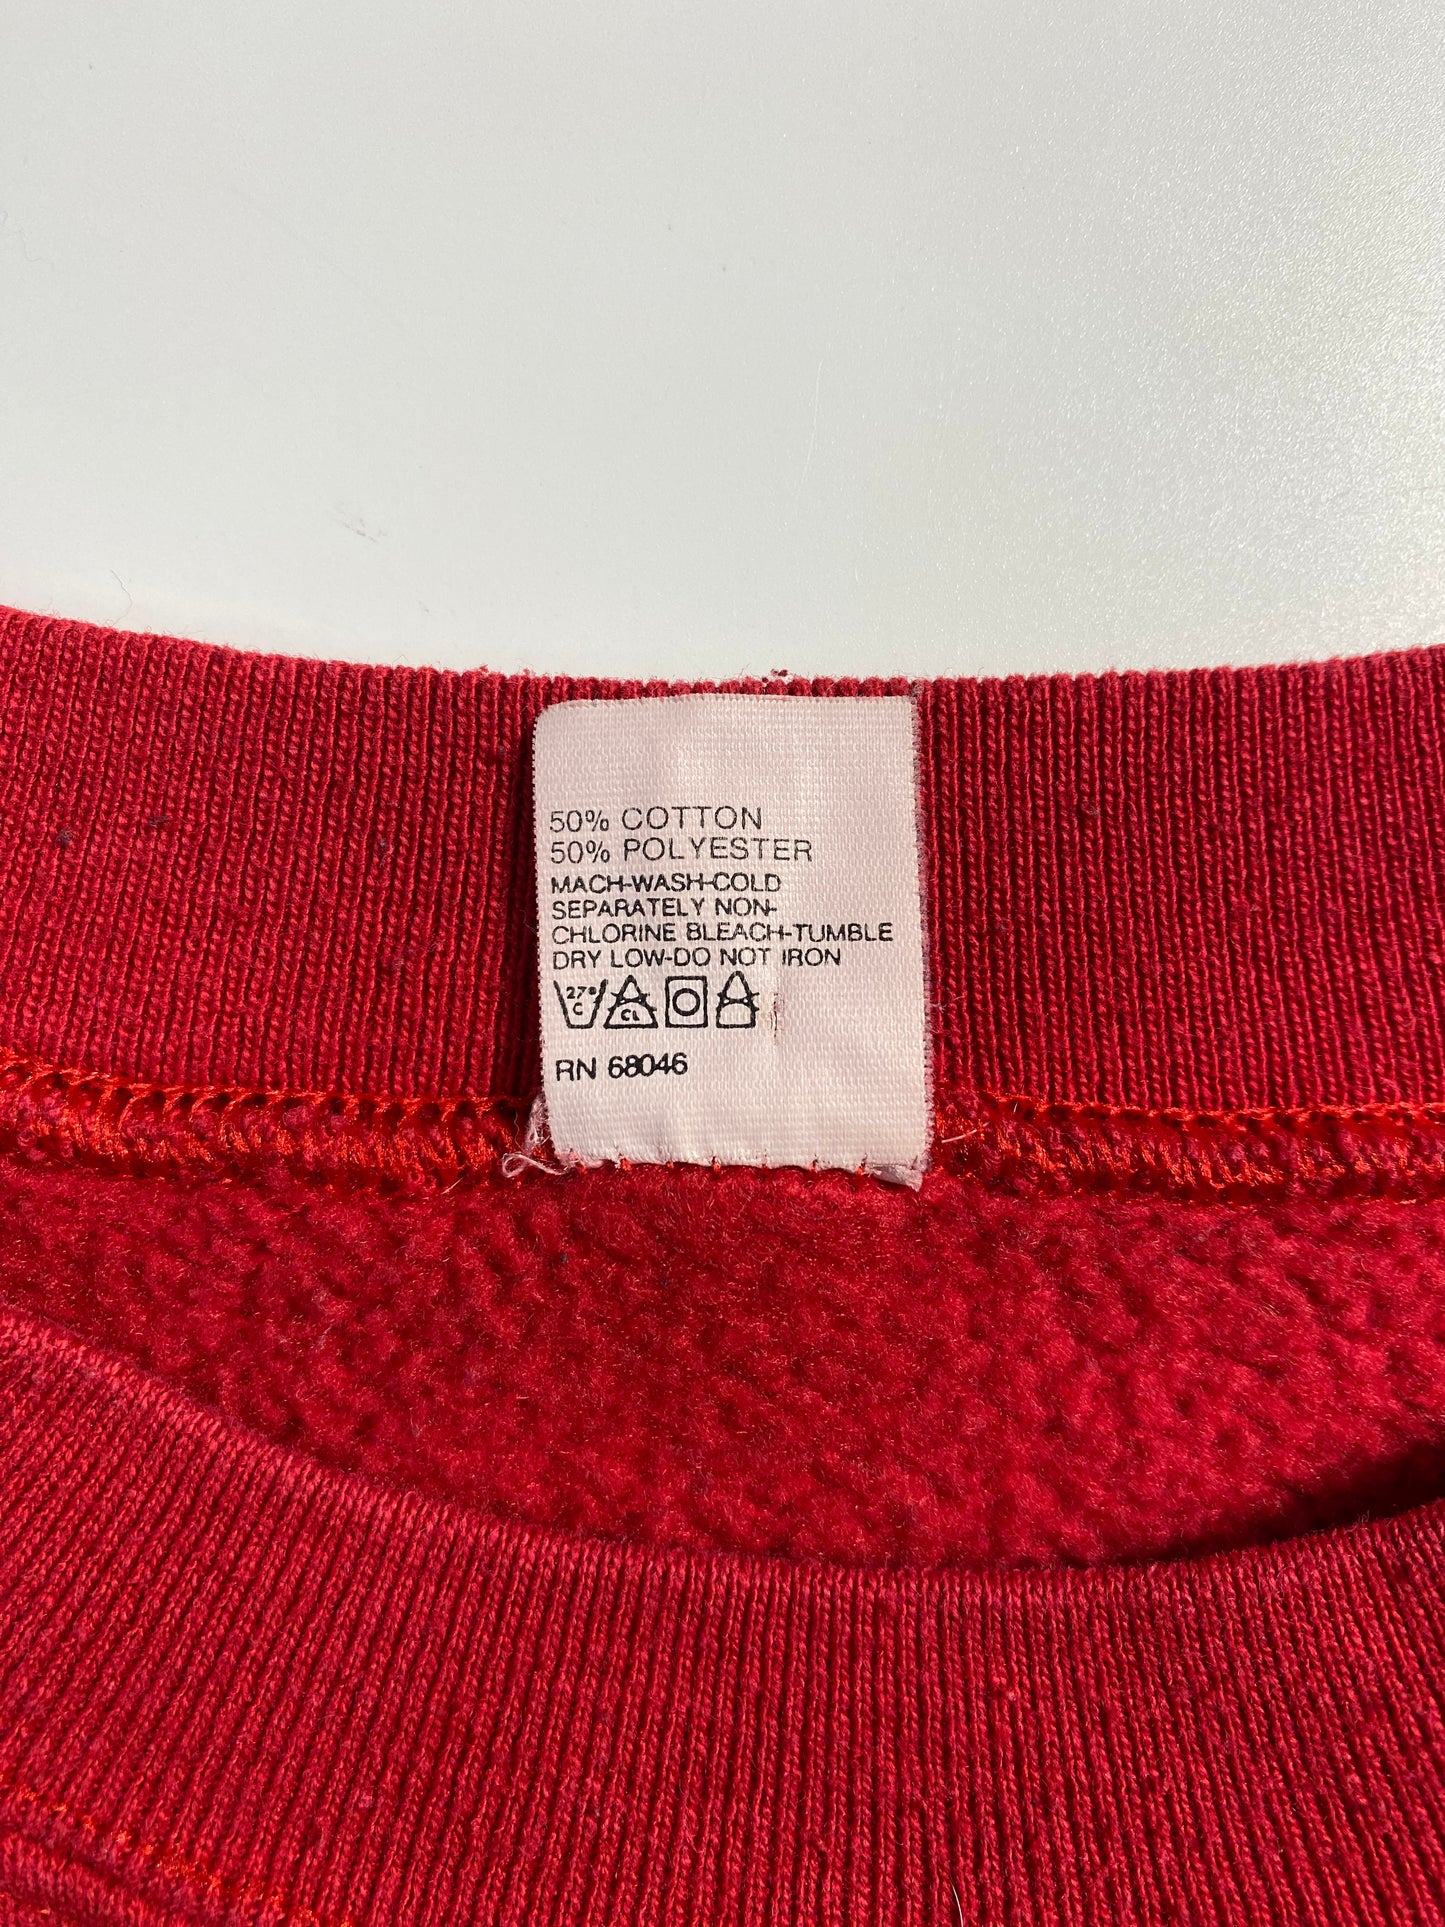 50% COTTON
50% POLYESTER
MACH-WASH-COLD
SEPARATELY NON-
CHLORINE BLEACH-TUMBLE
DRY LOW-DO NOT IRON
27°
C
CL
RN 68046